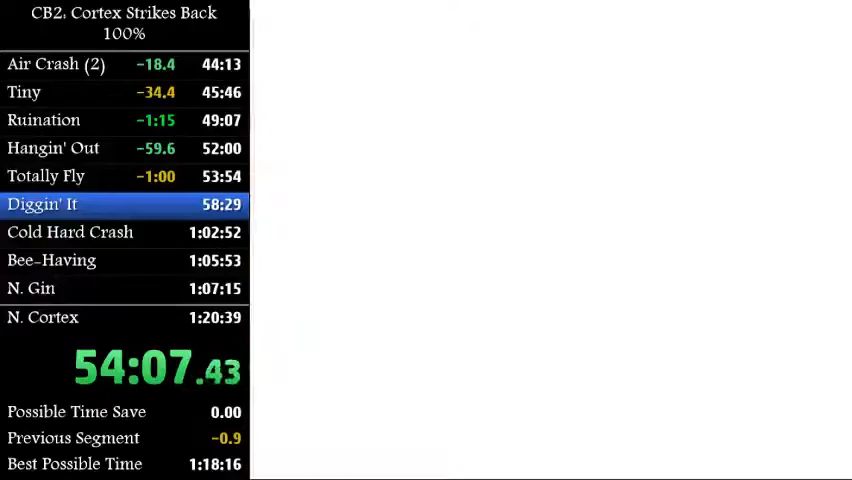 CB2: Cortex Strikes Back
100%
Air Crash (2) -18.4 44:13
Tiny -34.4 45:46
Ruination -1:15 49:07
Hangin' Out -59.6 52:00
Totally Fly -1:00 53:54
Diggin' It 58:29
Cold Hard Crash 1:02:52
Bee-Having 1:05:53
N. Gin 1:07:15
N. Cortex 1:20:39
54:07.43
Possible Time Save 0.00
Previous Segment -0.9
Best Possible Time 1:18:16